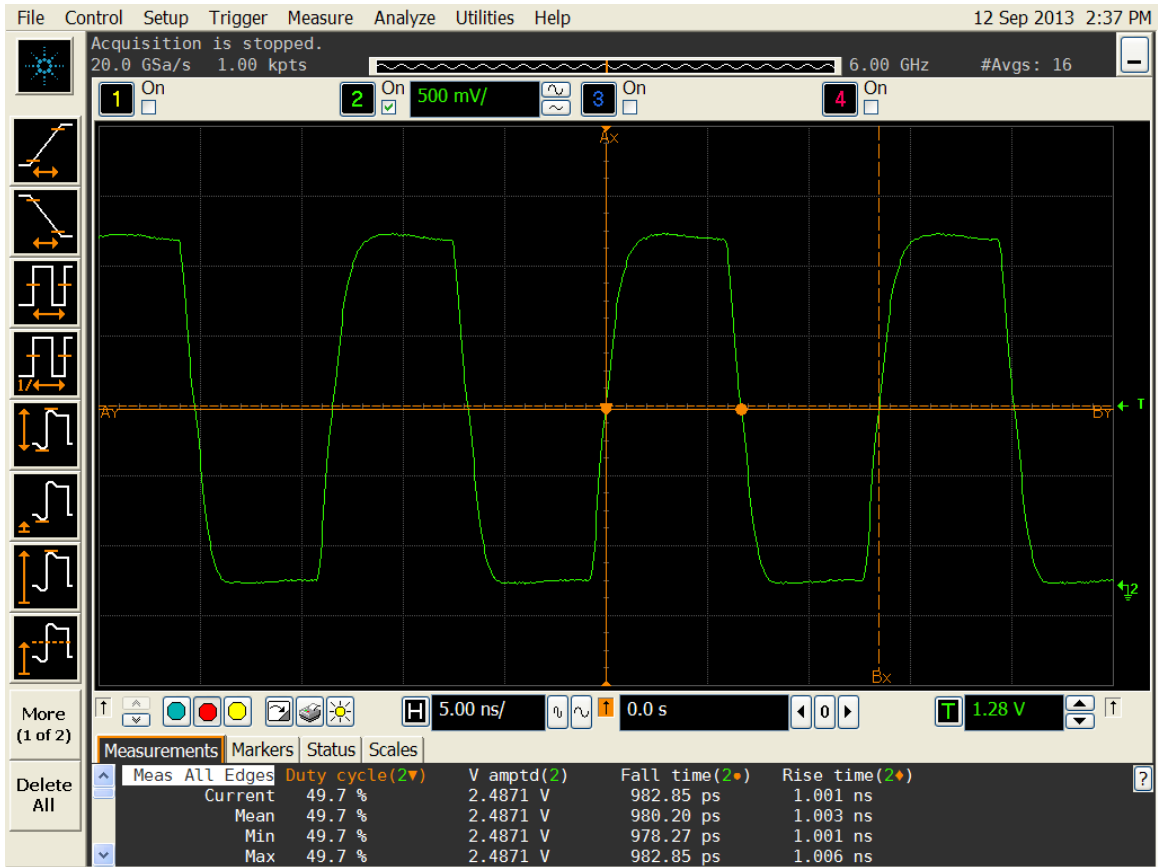 File Control Setup Trigger Measure Analyze Utilities Help 12 Sep 2013 2:37 PM
Acquisition is stopped.
20.0 GSa/s 1.00 kpts 6.00 GHz #Avgs: 16
1 On 2 On 500 mV/ 3 On 4 On
Ax
AY BY T
1/
2
Bx
More
(1 of 2)
Delete
All
H 5.00 ns/ T 0.0 s 0 T 1.28 V
Measurements Markers Status Scales
Meas All Edges Duty cycle(2▼) V amptd(2) Fall time(2●) Rise time(2♦) ?
Current 49.7 % 2.4871 V 982.85 ps 1.001 ns
Mean 49.7 % 2.4871 V 980.20 ps 1.003 ns
Min 49.7 % 2.4871 V 978.27 ps 1.001 ns
Max 49.7 % 2.4871 V 982.85 ps 1.006 ns